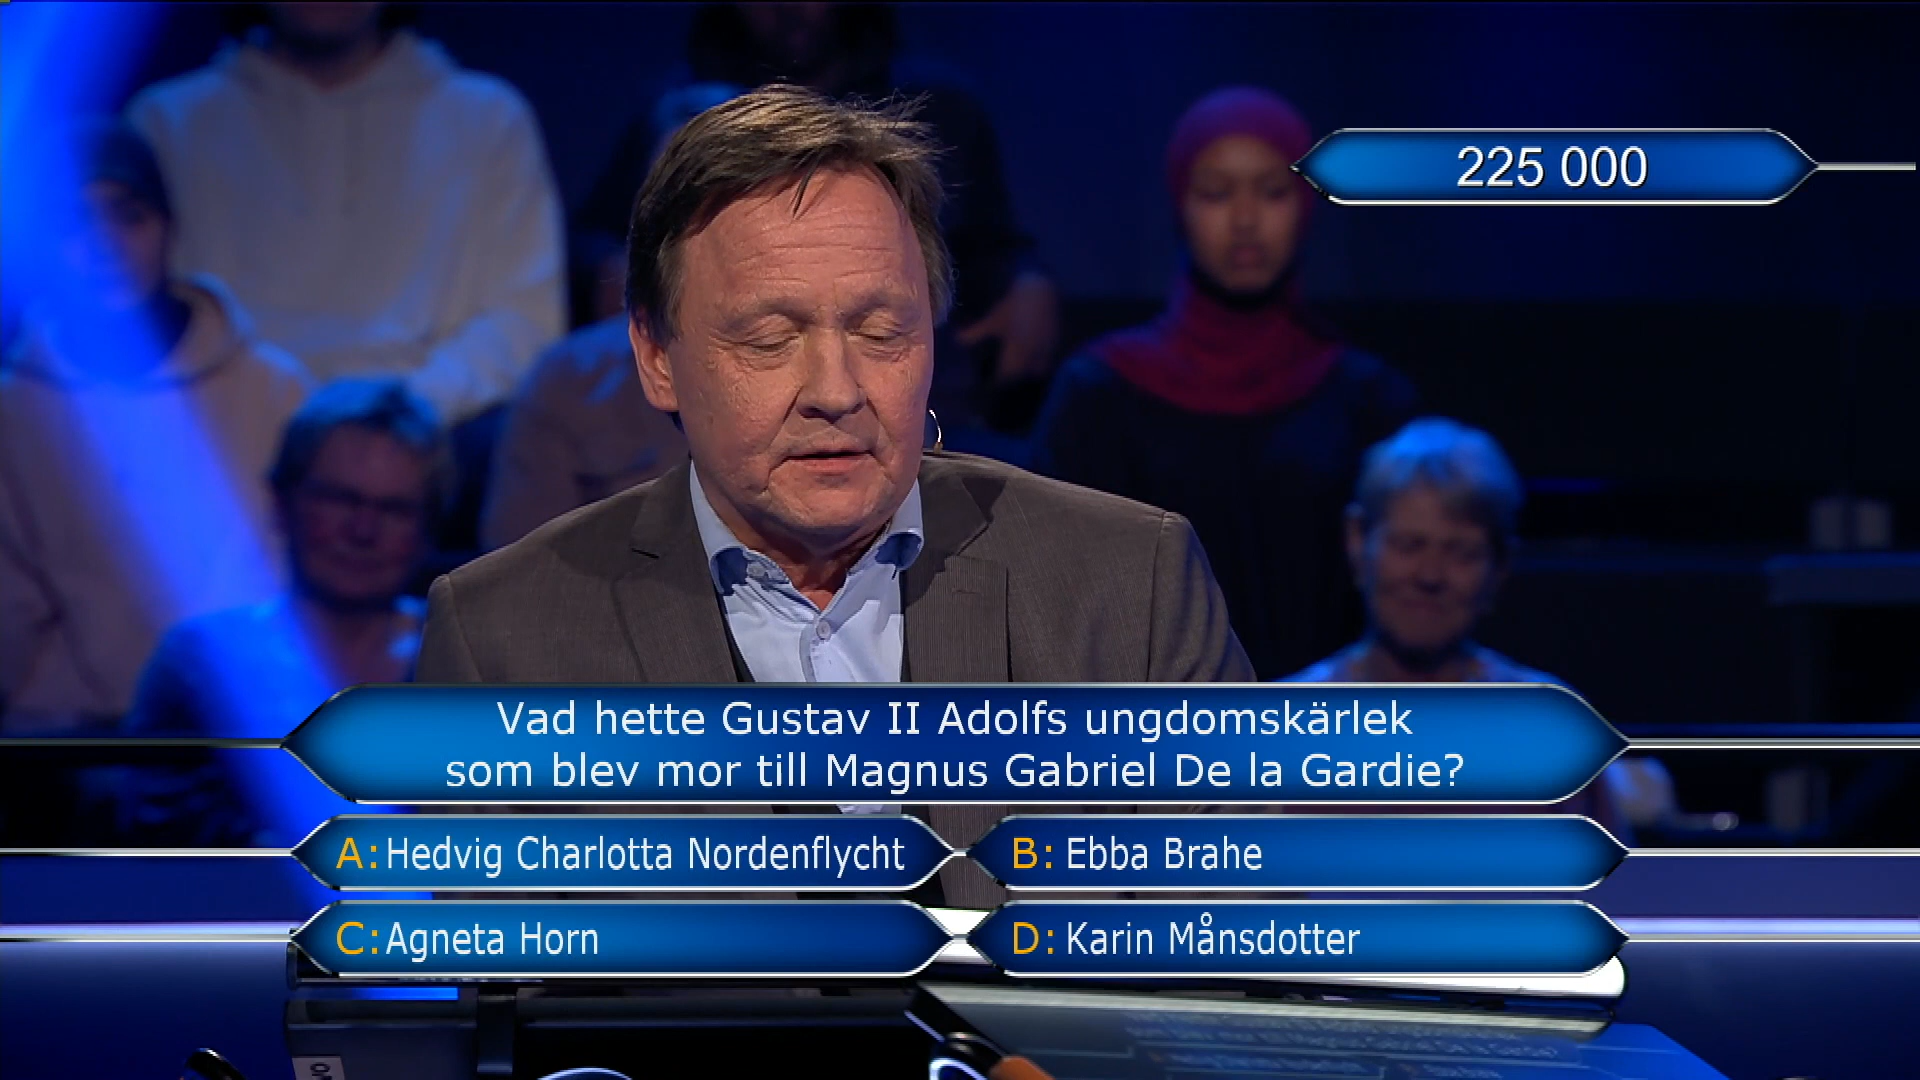 225 000
Vad hette Gustav II Adolfs ungdomskärlek
som blev mor till Magnus Gabriel De la Gardie?
A: Hedvig Charlotta Nordenflycht
B: Ebba Brahe
C: Agneta Horn
D: Karin Månsdotter